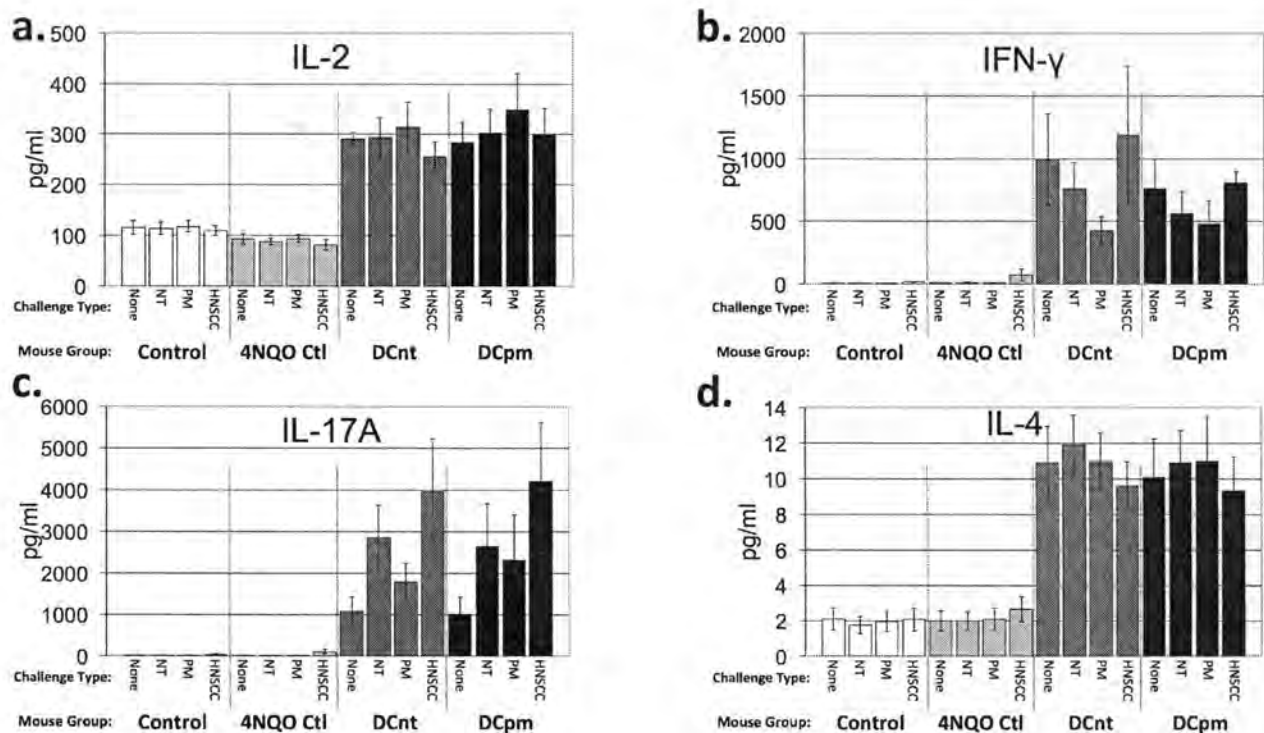 a.
IL-2
500
400
300
200
100
0
pg/ml
Challenge Type: None NT PM HNSCC None NT PM HNSCC None NT PM HNSCC None NT PM HNSCC
Mouse Group: Control 4NQO Ctl DCnt DCpm
b.
IFN-γ
2000
1500
1000
500
0
pg/ml
Challenge Type: None NT PM HNSCC None NT PM HNSCC None NT PM HNSCC None NT PM HNSCC
Mouse Group: Control 4NQO Ctl DCnt DCpm
c.
IL-17A
6000
5000
4000
3000
2000
1000
0
pg/ml
Challenge Type: None NT PM HNSCC None NT PM HNSCC None NT PM HNSCC None NT PM HNSCC
Mouse Group: Control 4NQO Ctl DCnt DCpm
d.
IL-4
14
12
10
8
6
4
2
0
pg/ml
Challenge Type: None NT PM HNSCC None NT PM HNSCC None NT PM HNSCC None NT PM HNSCC
Mouse Group: Control 4NQO Ctl DCnt DCpm